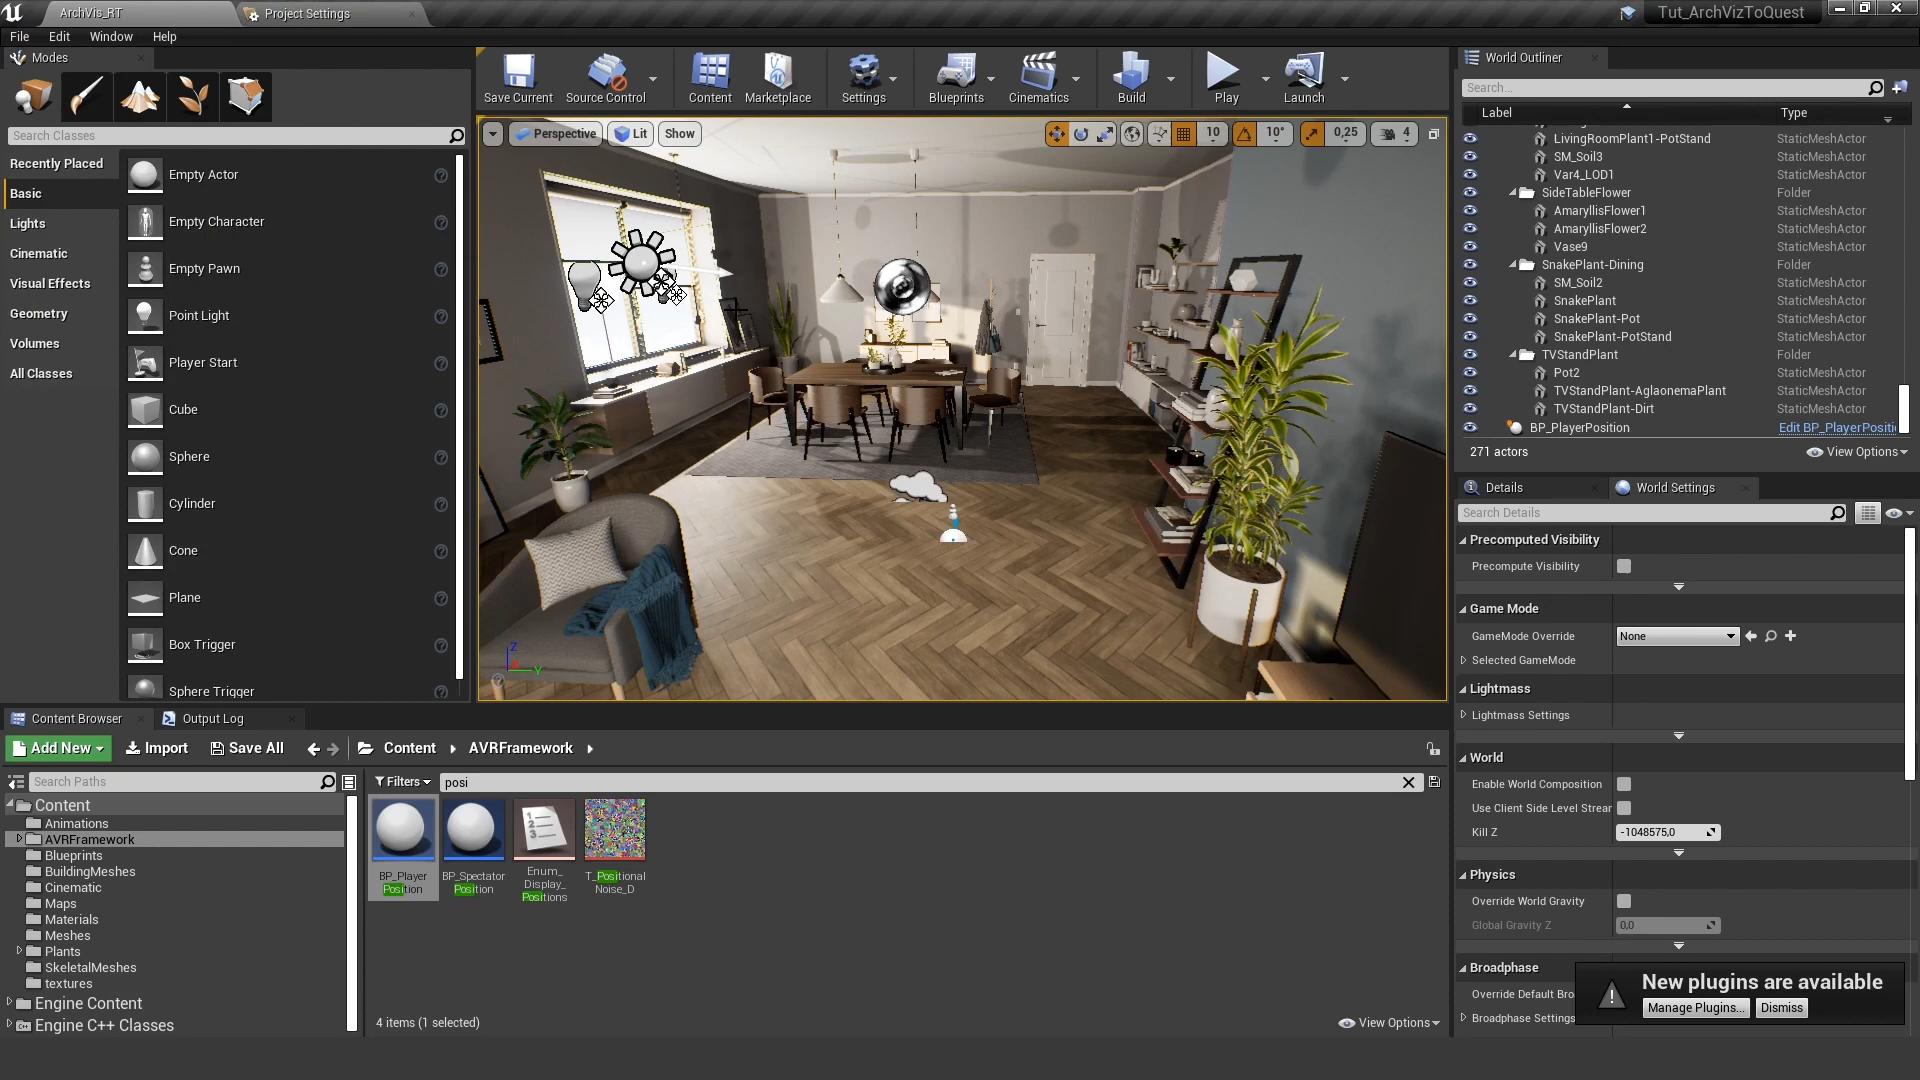 ArchVis_RT
Project Settings
Tut_ArchVizToQuest
File Edit Window Help
Modes
Save Current
Source Control
Content
Marketplace
Settings
Blueprints
Cinematics
Build
Play
Launch
Search Classes
Recently Placed
Basic
Lights
Cinematic
Visual Effects
Geometry
Volumes
All Classes
Empty Actor
Empty Character
Empty Pawn
Point Light
Player Start
Cube
Sphere
Cylinder
Cone
Plane
Box Trigger
Sphere Trigger
Perspective Lit Show 10 10° 0,25 4
Z
Y
World Outliner
Search...
Label Type
LivingRoomPlant1-PotStand StaticMeshActor
SM_Soil3 StaticMeshActor
Var4_LOD1 StaticMeshActor
SideTableFlower Folder
AmaryllisFlower1 StaticMeshActor
AmaryllisFlower2 StaticMeshActor
Vase9 StaticMeshActor
SnakePlant-Dining Folder
SM_Soil2 StaticMeshActor
SnakePlant StaticMeshActor
SnakePlant-Pot StaticMeshActor
SnakePlant-PotStand StaticMeshActor
TVStandPlant Folder
Pot2 StaticMeshActor
TVStandPlant-AglaonemaPlant StaticMeshActor
TVStandPlant-Dirt StaticMeshActor
BP_PlayerPosition Edit BP_PlayerPositi
271 actors View Options
Details World Settings
Search Details
Precomputed Visibility
Precompute Visibility
Game Mode
GameMode Override None
Selected GameMode
Lightmass
Lightmass Settings
World
Enable World Composition
Use Client Side Level Strear
Kill Z -1048575,0
Physics
Override World Gravity
Global Gravity Z 0,0
Broadphase
Override Default Bro
Broadphase Settings
New plugins are available
Manage Plugins... Dismiss
Content Browser Output Log
Add New Import Save All Content AVRFramework
Search Paths
Filters posi
Content
Animations
AVRFramework
Blueprints
BuildingMeshes
Cinematic
Maps
Materials
Meshes
Plants
SkeletalMeshes
textures
Engine Content
Engine C++ Classes
BP_Player
Position
BP_Spectator
Position
Enum_
Display_
Positions
T_Positional
Noise_D
4 items (1 selected) View Options